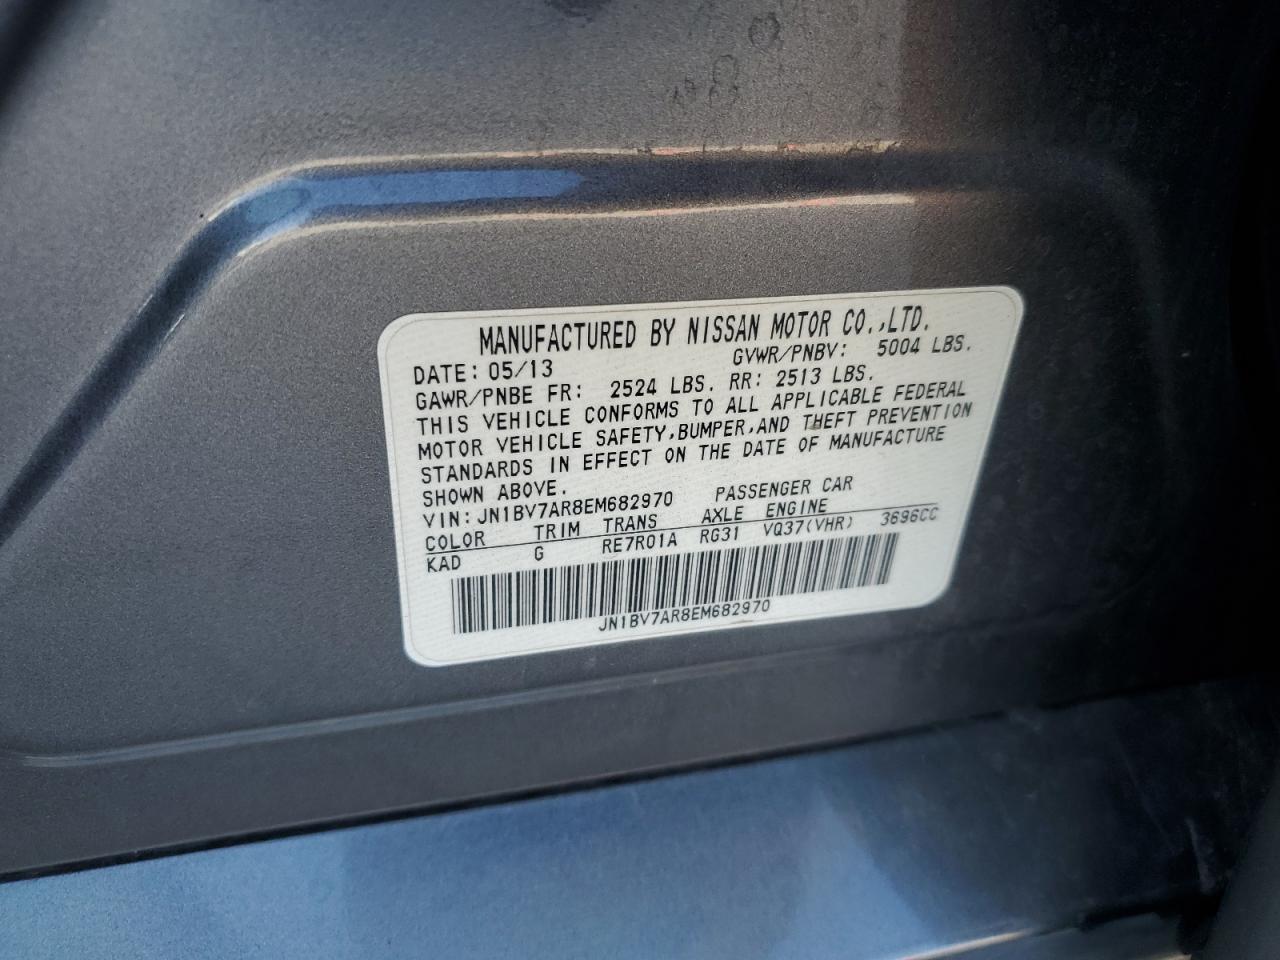 MANUFACTURED BY NISSAN MOTOR CO.,LTD.
DATE: 05/13 GVWR/PNBV: 5004 LBS.
GAWR/PNBE FR: 2524 LBS. RR: 2513 LBS.
THIS VEHICLE CONFORMS TO ALL APPLICABLE FEDERAL
MOTOR VEHICLE SAFETY,BUMPER,AND THEFT PREVENTION
STANDARDS IN EFFECT ON THE DATE OF MANUFACTURE
SHOWN ABOVE.
VIN: JN1BV7AR8EM682970 PASSENGER CAR
COLOR TRIM TRANS AXLE ENGINE
KAD G RE7R01A RG31 VQ37(VHR) 3696CC
JN1BV7AR8EM682970